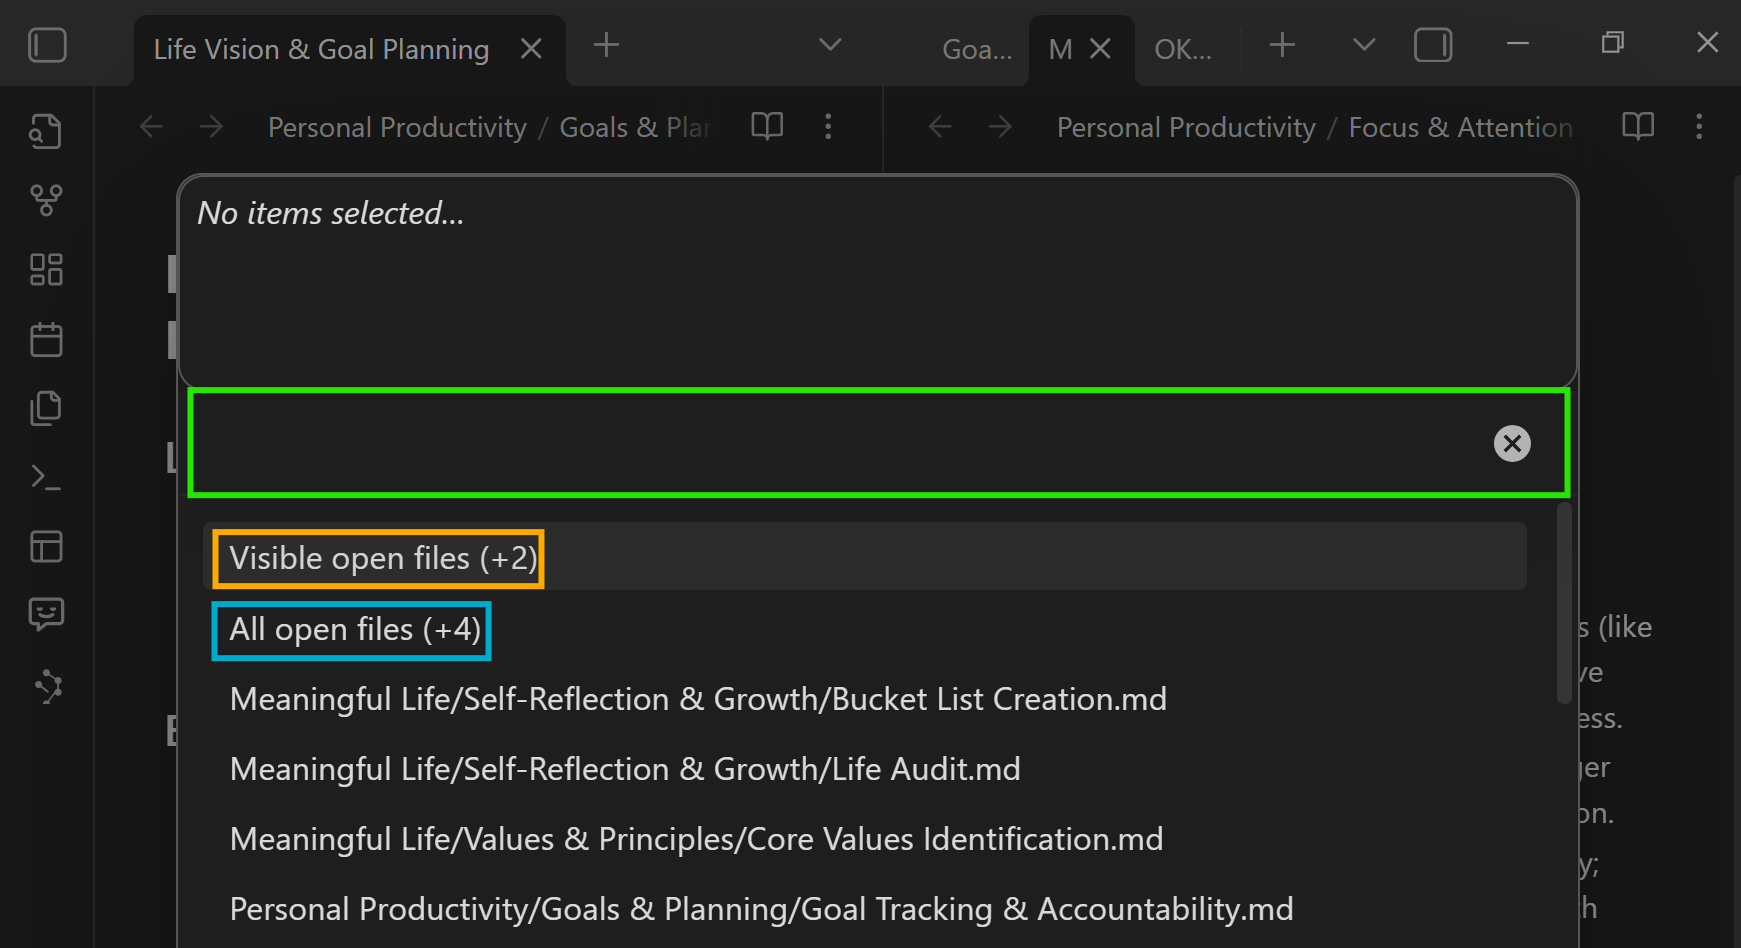 Life Vision & Goal Planning
Goa...
M
OK...
Personal Productivity / Goals & Plan
Personal Productivity / Focus & Attention
No items selected...
Visible open files (+2)
All open files (+4)
Meaningful Life/Self-Reflection & Growth/Bucket List Creation.md
Meaningful Life/Self-Reflection & Growth/Life Audit.md
Meaningful Life/Values & Principles/Core Values Identification.md
Personal Productivity/Goals & Planning/Goal Tracking & Accountability.md
s (like
ve
ess.
ger
on.
y;
th